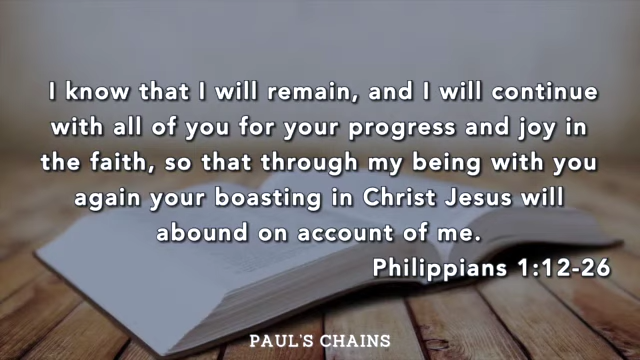 I know that I will remain, and I will continue
with all of you for your progress and joy in
the faith, so that through my being with you
again your boasting in Christ Jesus will
abound on account of me.
Philippians 1:12-26
PAUL'S CHAINS